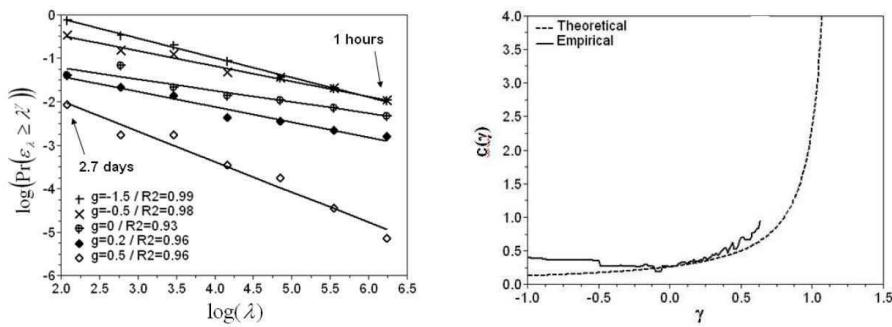 log(Pr(ε_λ ≥ λ^γ))
-0
-1
-2
-3
-4
-5
-6
1 hours
2.7 days
g=-1.5 / R2=0.99
g=-0.5 / R2=0.98
g=0 / R2=0.93
g=0.2 / R2=0.96
g=0.5 / R2=0.96
2.0 2.5 3.0 3.5 4.0 4.5 5.0 5.5 6.0 6.5
log(λ)
c(γ)
4.0
3.5
3.0
2.5
2.0
1.5
1.0
0.5
0.0
Theoretical
Empirical
-1.0 -0.5 0.0 0.5 1.0 1.5
γ